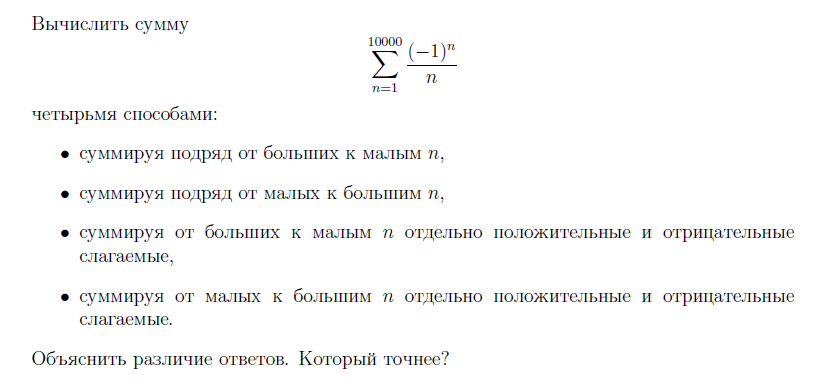 Вычислить сумму
10000
∑ (-1)^n / n
n=1
четырьмя способами:
• суммируя подряд от больших к малым n,
• суммируя подряд от малых к большим n,
• суммируя от больших к малым n отдельно положительные и отрицательные
слагаемые,
• суммируя от малых к большим n отдельно положительные и отрицательные
слагаемые.
Объяснить различие ответов. Который точнее?